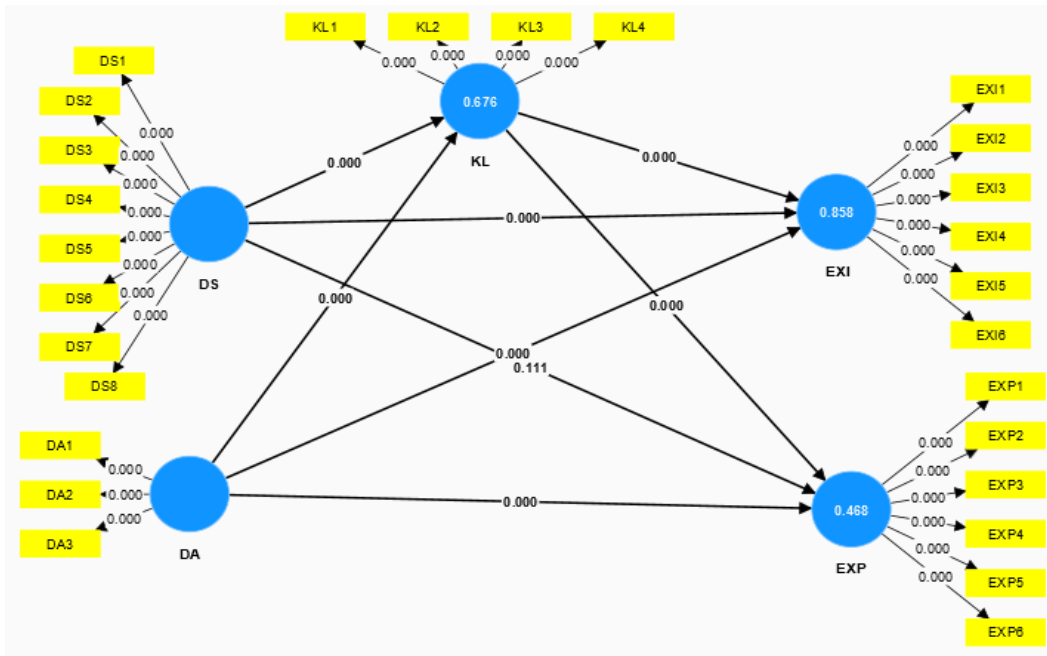 KL1
KL2
KL3
KL4
0.000
0.000
0.000
0.000
0.676
KL
DS1
DS2
DS3
DS4
DS5
DS6
DS7
DS8
0.000
0.000
0.000
0.000
0.000
0.000
0.000
0.000
DS
0.000
0.000
0.000
0.000
0.000
0.000
0.111
0.000
EXI1
EXI2
EXI3
EXI4
EXI5
EXI6
0.000
0.000
0.000
0.000
0.000
0.000
0.858
EXI
DA1
DA2
DA3
0.000
0.000
0.000
DA
EXP1
EXP2
EXP3
EXP4
EXP5
EXP6
0.000
0.000
0.000
0.000
0.000
0.000
0.468
EXP